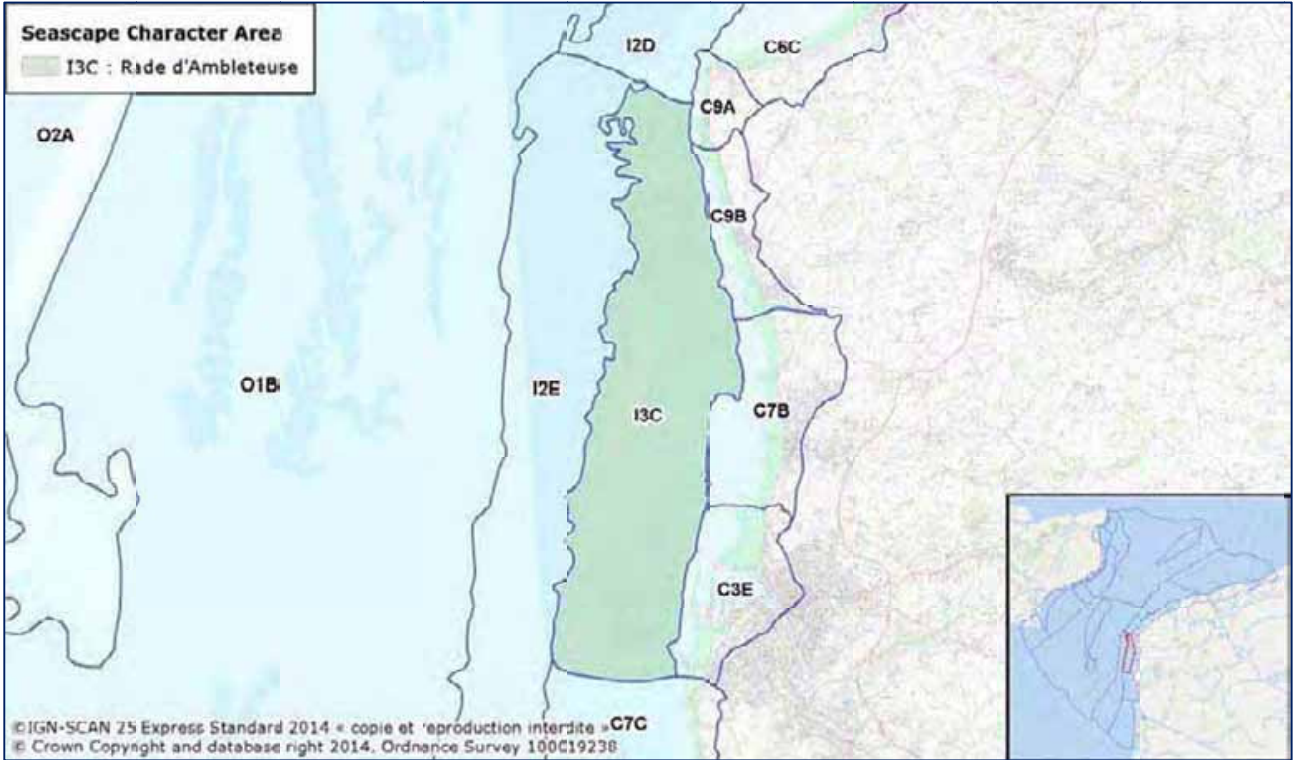 Seascape Character Area
I3C : Rade d'Ambleteuse
I2D
C6C
O2A
C9A
C9B
O1B
I2E
I3C
C7B
C3E
C7C
©IGN-SCAN 25 Express Standard 2014 « copie et reproduction interdite »
© Crown Copyright and database right 2014, Ordnance Survey 100019238